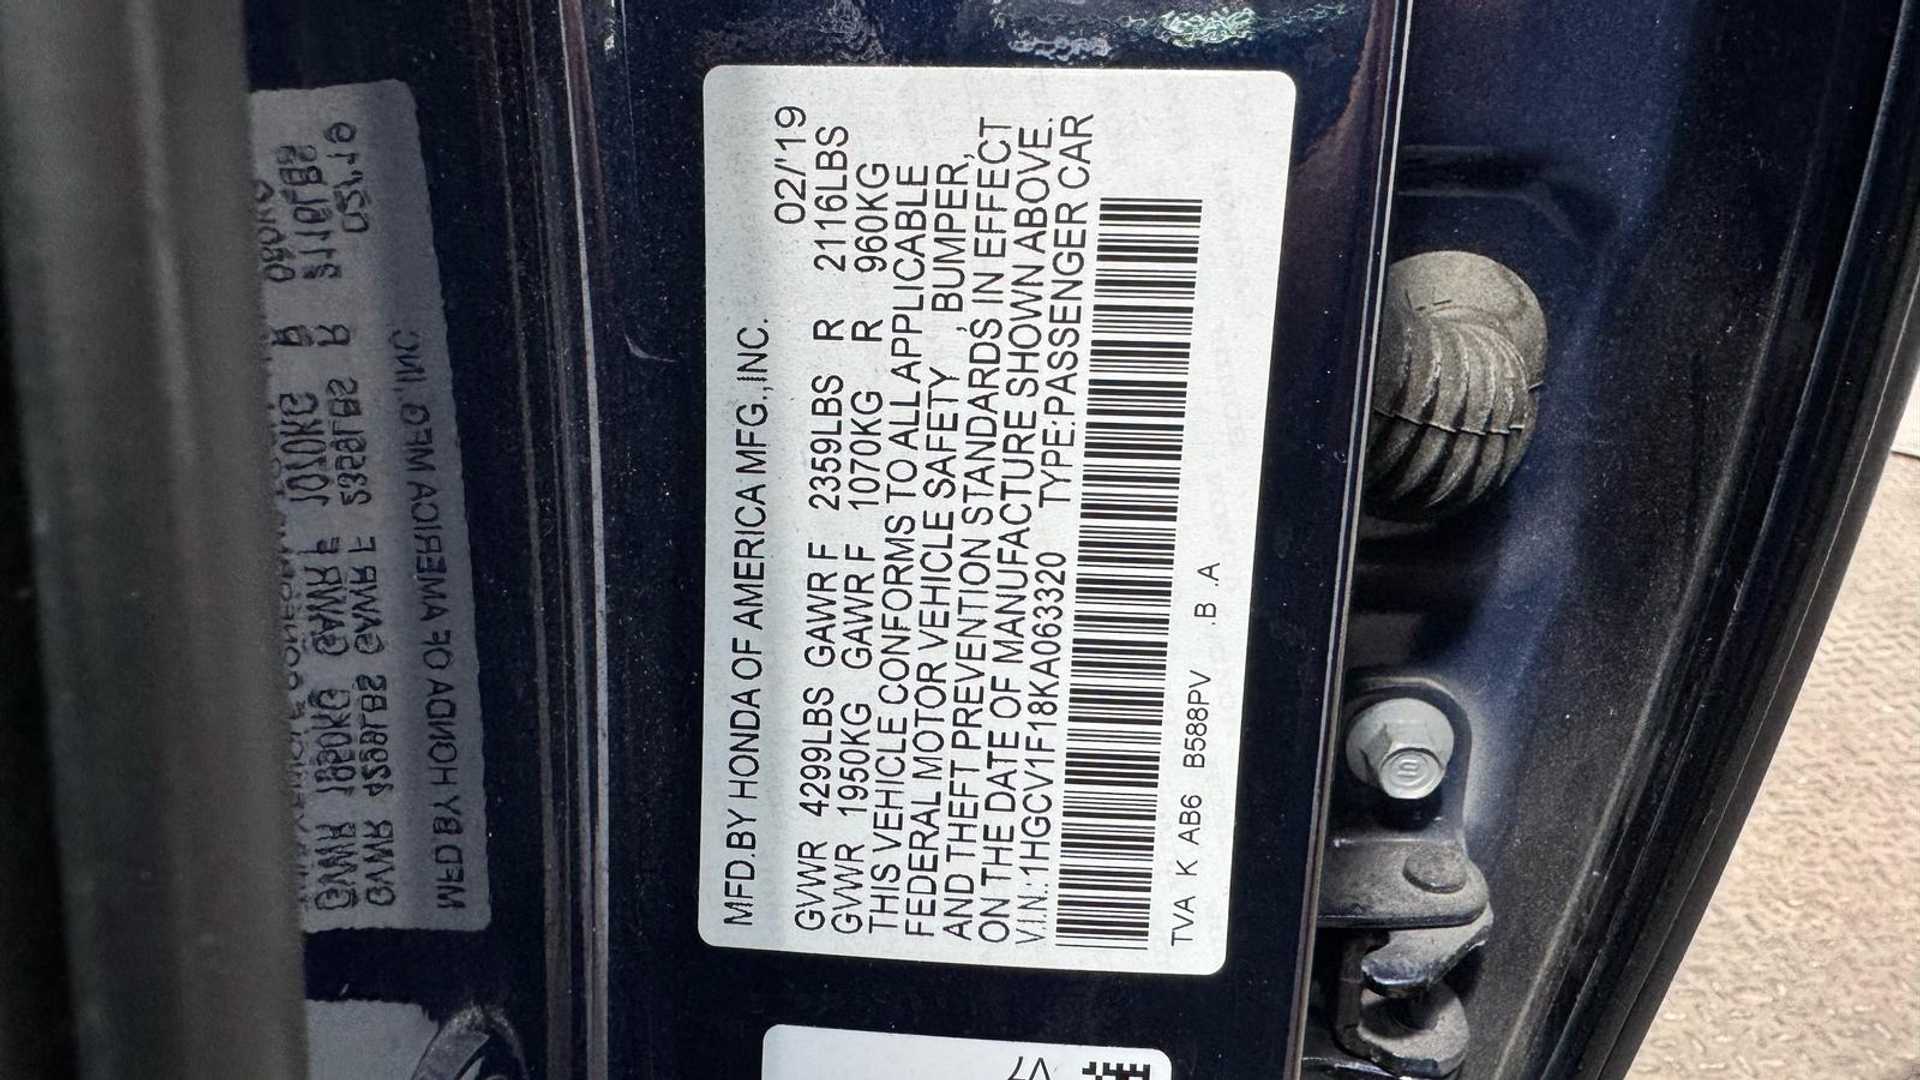 MFD.BY HONDA OF AMERICA MFG.,INC.
02/'19
GVWR 4299LBS GAWR F 2359LBS R 2116LBS
GVWR 1950KG GAWR F 1070KG R 960KG
THIS VEHICLE CONFORMS TO ALL APPLICABLE
FEDERAL MOTOR VEHICLE SAFETY, BUMPER,
AND THEFT PREVENTION STANDARDS IN EFFECT
ON THE DATE OF MANUFACTURE SHOWN ABOVE.
V.I.N.:1HGCV1F18KA063320 TYPE:PASSENGER CAR
TVA K AB6 B588PV .B .A